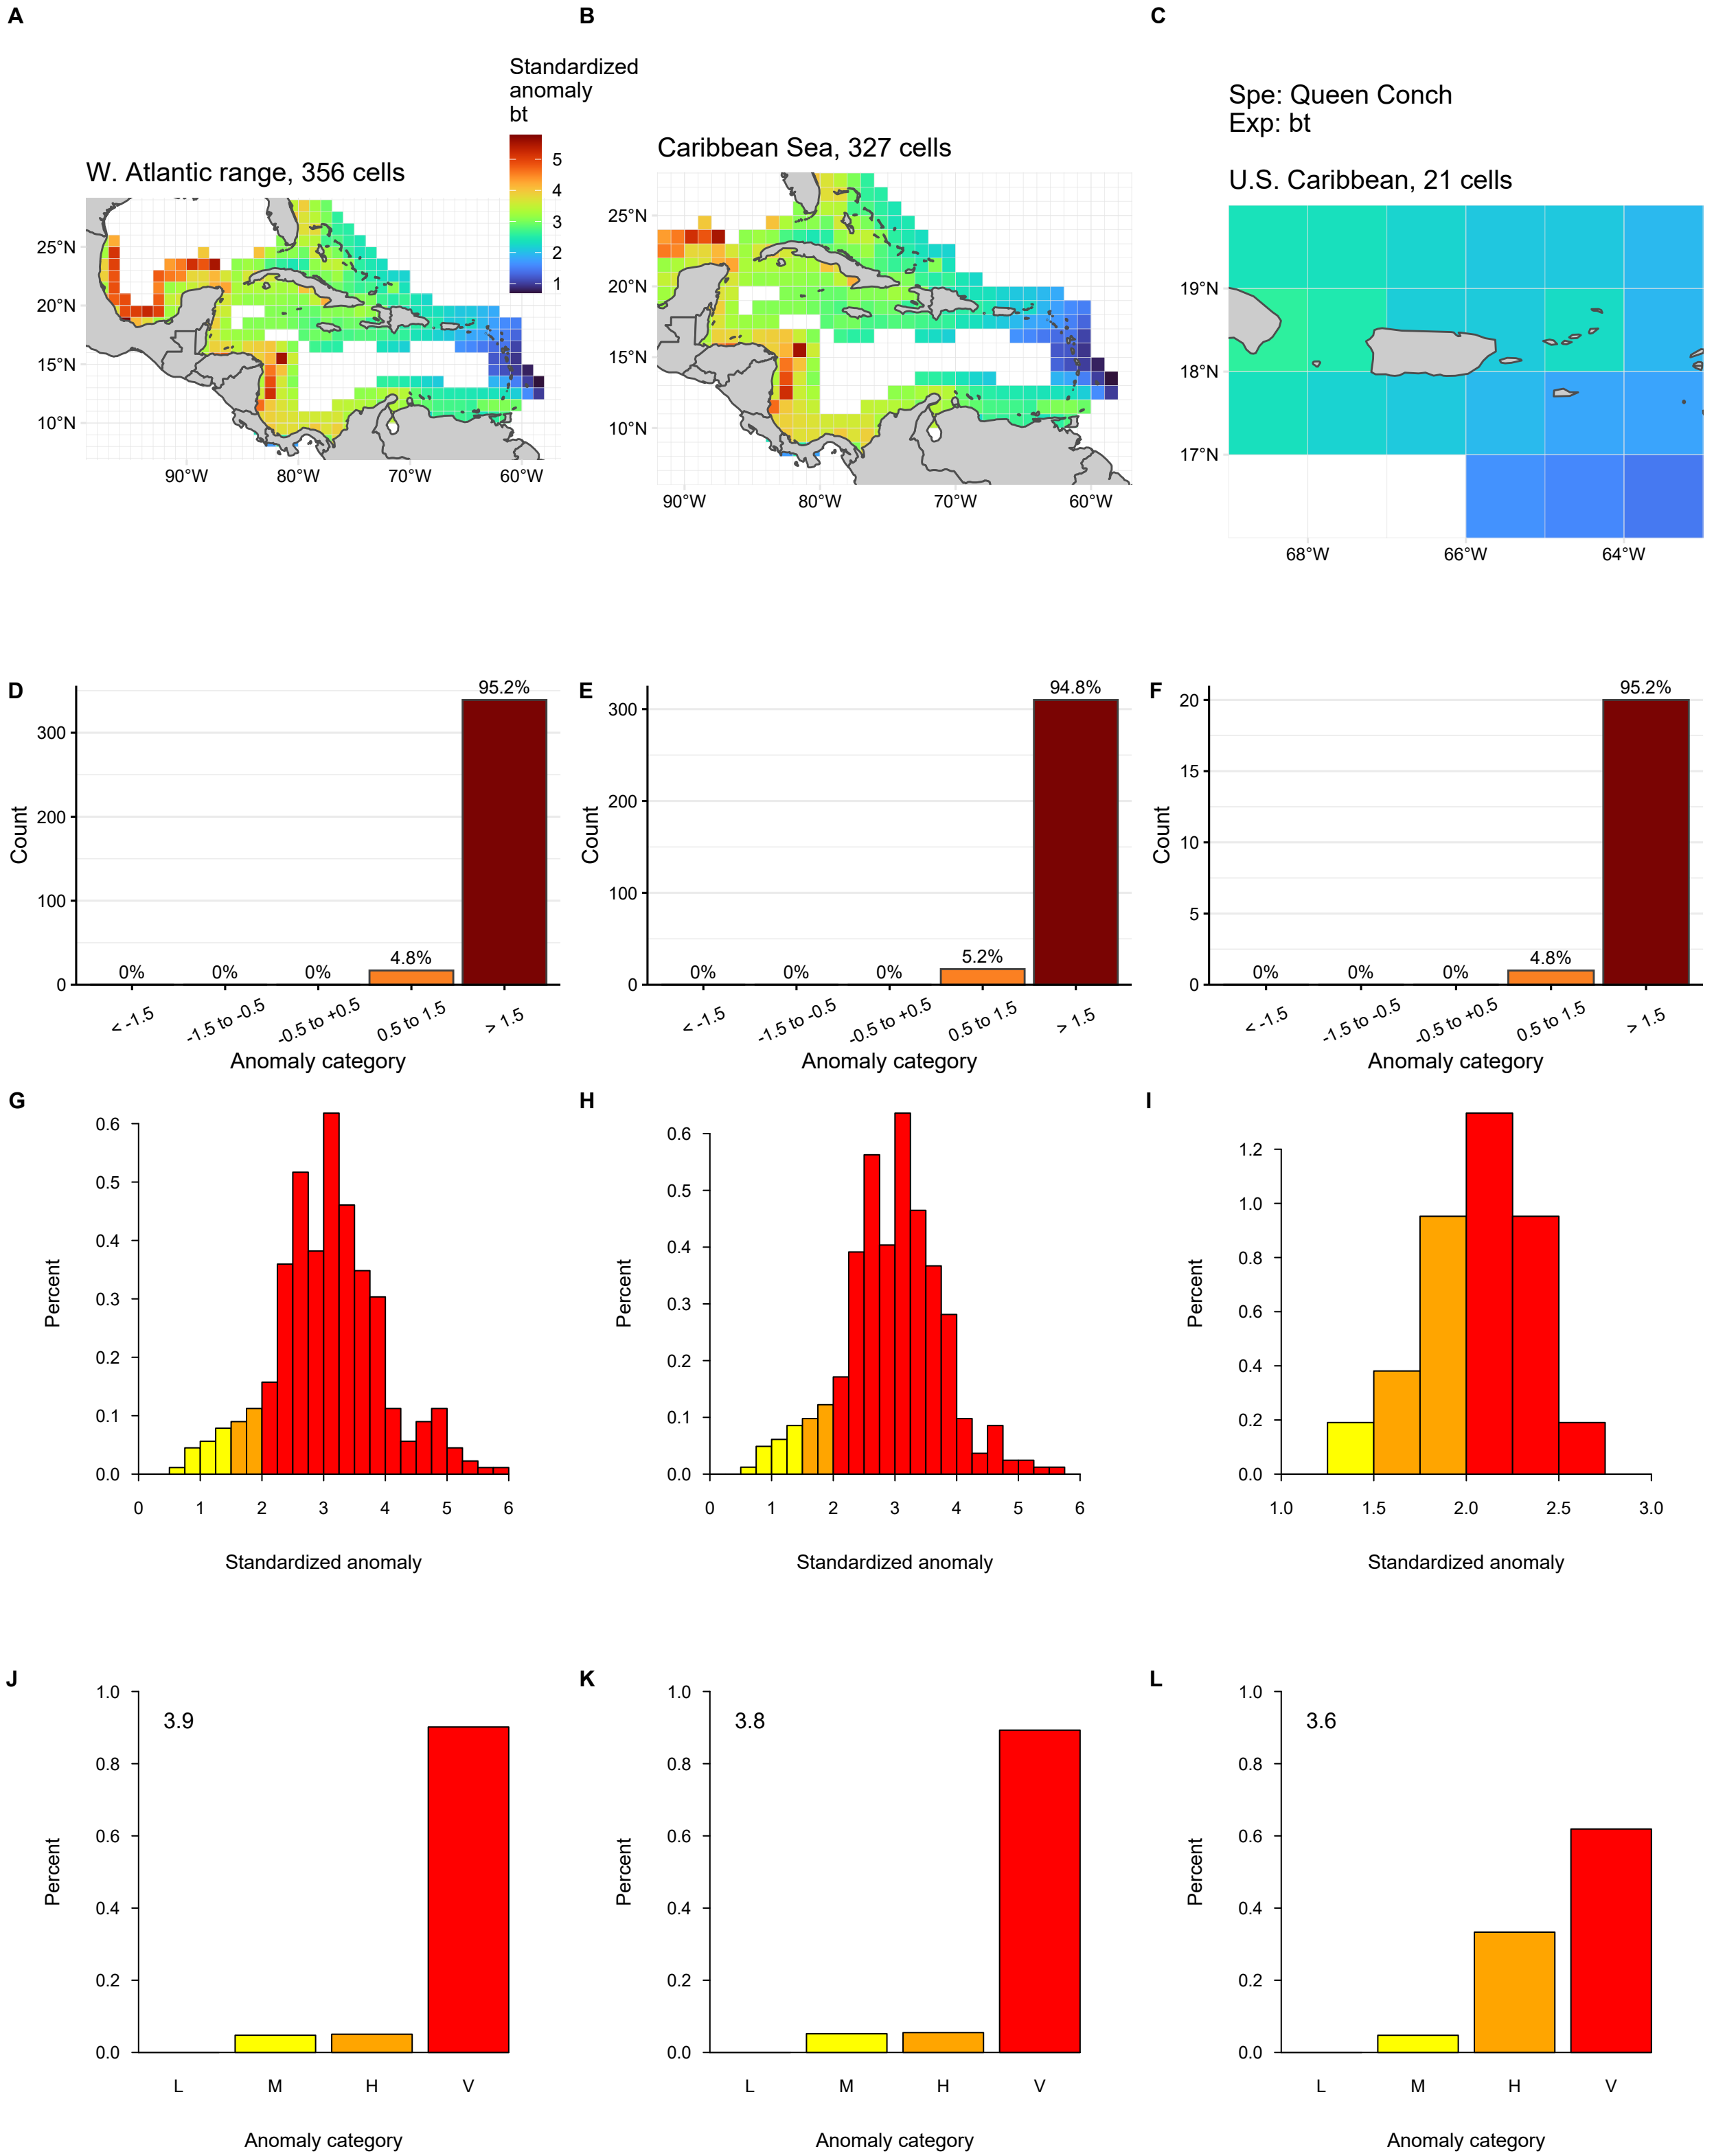 A
B
C
Standardized
anomaly
bt
5
4
3
2
1
W. Atlantic range, 356 cells
25°N
20°N
15°N
10°N
90°W
80°W
70°W
60°W
Caribbean Sea, 327 cells
25°N
20°N
15°N
10°N
90°W
80°W
70°W
60°W
Spe: Queen Conch
Exp: bt
U.S. Caribbean, 21 cells
19°N
18°N
17°N
68°W
66°W
64°W
D
Count
300
200
100
0
0%
0%
0%
4.8%
95.2%
< -1.5
-1.5 to -0.5
-0.5 to +0.5
0.5 to 1.5
> 1.5
Anomaly category
E
Count
300
200
100
0
0%
0%
0%
5.2%
94.8%
< -1.5
-1.5 to -0.5
-0.5 to +0.5
0.5 to 1.5
> 1.5
Anomaly category
F
Count
20
15
10
5
0
0%
0%
0%
4.8%
95.2%
< -1.5
-1.5 to -0.5
-0.5 to +0.5
0.5 to 1.5
> 1.5
Anomaly category
G
Percent
0.6
0.5
0.4
0.3
0.2
0.1
0.0
0 1 2 3 4 5 6
Standardized anomaly
H
Percent
0.6
0.5
0.4
0.3
0.2
0.1
0.0
0 1 2 3 4 5 6
Standardized anomaly
I
Percent
1.2
1.0
0.8
0.6
0.4
0.2
0.0
1.0 1.5 2.0 2.5 3.0
Standardized anomaly
J
Percent
1.0
0.8
0.6
0.4
0.2
0.0
3.9
L M H V
Anomaly category
K
Percent
1.0
0.8
0.6
0.4
0.2
0.0
3.8
L M H V
Anomaly category
L
Percent
1.0
0.8
0.6
0.4
0.2
0.0
3.6
L M H V
Anomaly category